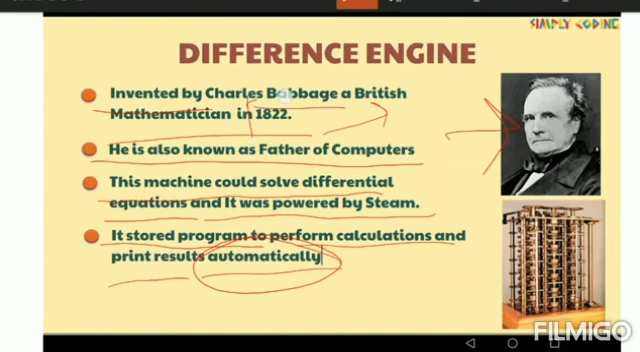 SIMPLY CODING
DIFFERENCE ENGINE
Invented by Charles Babbage a British
Mathematician in 1822.
He is also known as Father of Computers
This machine could solve differential
equations and It was powered by Steam.
It stored program to perform calculations and
print results automatically
FILMIGO